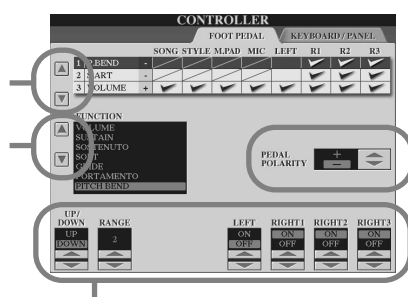 CONTROLLER
FOOT PEDAL KEYBOARD / PANEL
SONG STYLE M.PAD MIC LEFT R1 R2 R3
1 P.BEND -
2 START -
3 VOLUME +
FUNCTION
VOLUME
SUSTAIN
SOSTENUTO
SOFT
GLIDE
PORTAMENTO
PITCH BEND
PEDAL
POLARITY
+
−
UP/
DOWN RANGE LEFT RIGHT1 RIGHT2 RIGHT3
UP 2 ON ON ON ON
DOWN OFF OFF OFF OFF